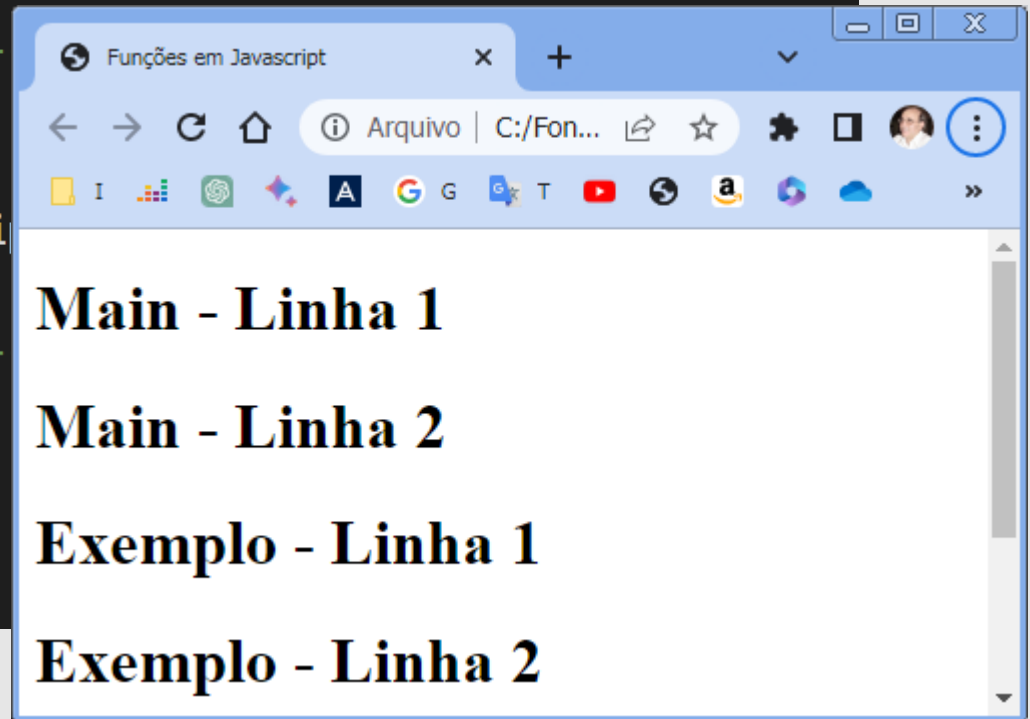 Funções em Javascript
Arquivo | C:/Fon...
I G T
Main - Linha 1
Main - Linha 2
Exemplo - Linha 1
Exemplo - Linha 2